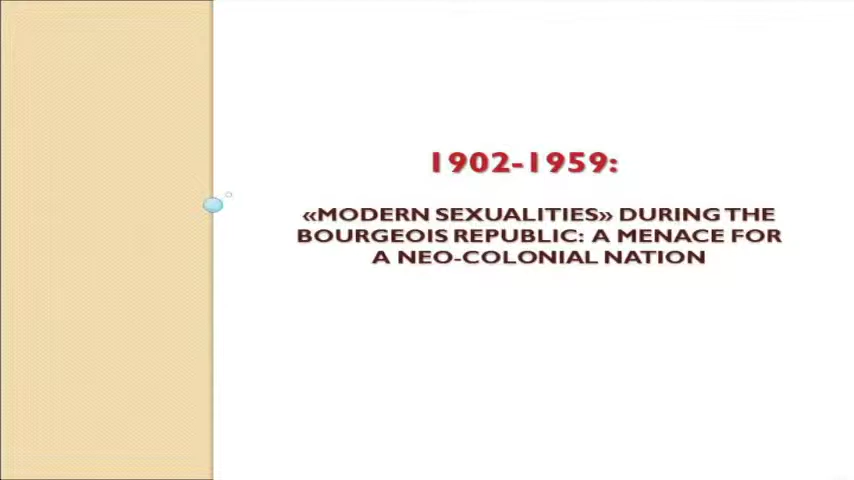 1902-1959:
«MODERN SEXUALITIES» DURING THE
BOURGEOIS REPUBLIC: A MENACE FOR
A NEO-COLONIAL NATION